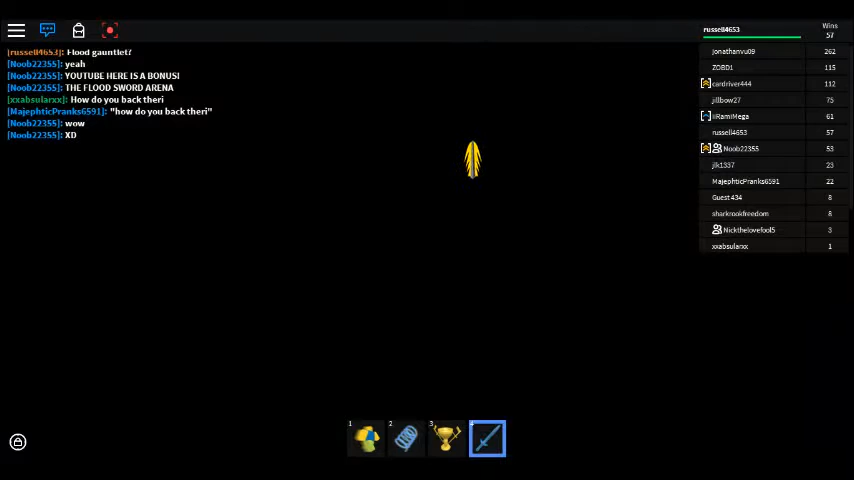 russell4653
Wins
57
[russell4653]: Flood gauntlet?
[Noob22355]: yeah
[Noob22355]: YOUTUBE HERE IS A BONUS!
[Noob22355]: THE FLOOD SWORD ARENA
[xxabsularxx]: How do you back theri
[MajephticPranks6591]: "how do you back theri"
[Noob22355]: wow
[Noob22355]: XD
Jonathanvu09 262
ZOBD1 115
cardriver444 112
jillbow27 75
iiRamiMega 61
russell4653 57
Noob22355 53
jik1337 23
MajephticPranks6591 22
Guest 434 8
sharkrookfreedom 8
Nickthelovefool5 3
xxabsularxx 1
1 2 3 4